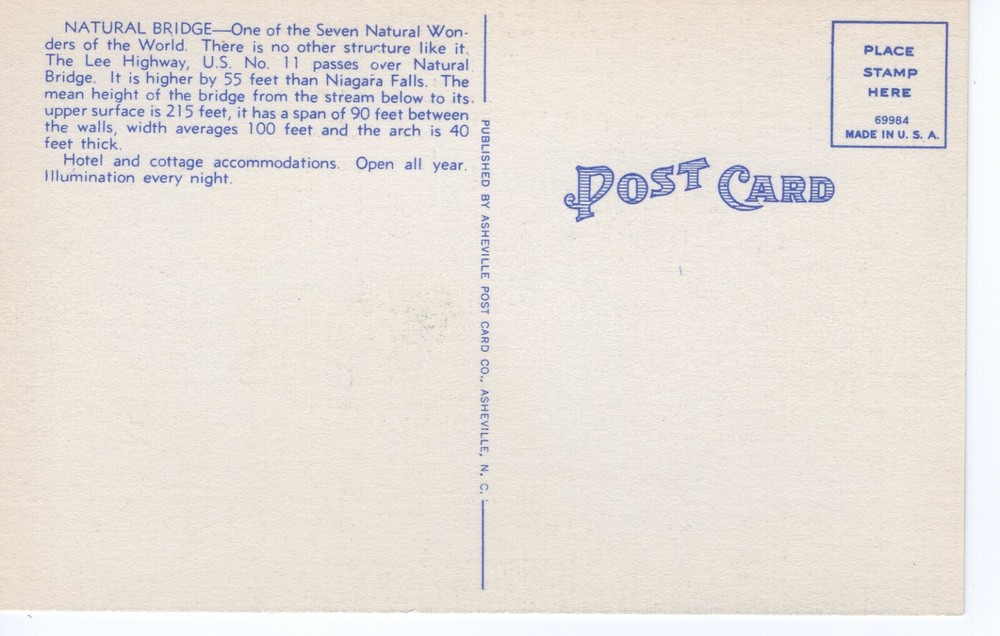 NATURAL BRIDGE—One of the Seven Natural Won-
ders of the World. There is no other structure like it.
The Lee Highway, U.S. No. 11 passes over Natural
Bridge. It is higher by 55 feet than Niagara Falls. The
mean height of the bridge from the stream below to its
upper surface is 215 feet, it has a span of 90 feet between
the walls, width averages 100 feet and the arch is 40
feet thick.
Hotel and cottage accommodations. Open all year.
Illumination every night.
PUBLISHED BY ASHEVILLE POST CARD CO., ASHEVILLE, N. C.
PLACE
STAMP
HERE
69984
MADE IN U. S. A.
POST CARD